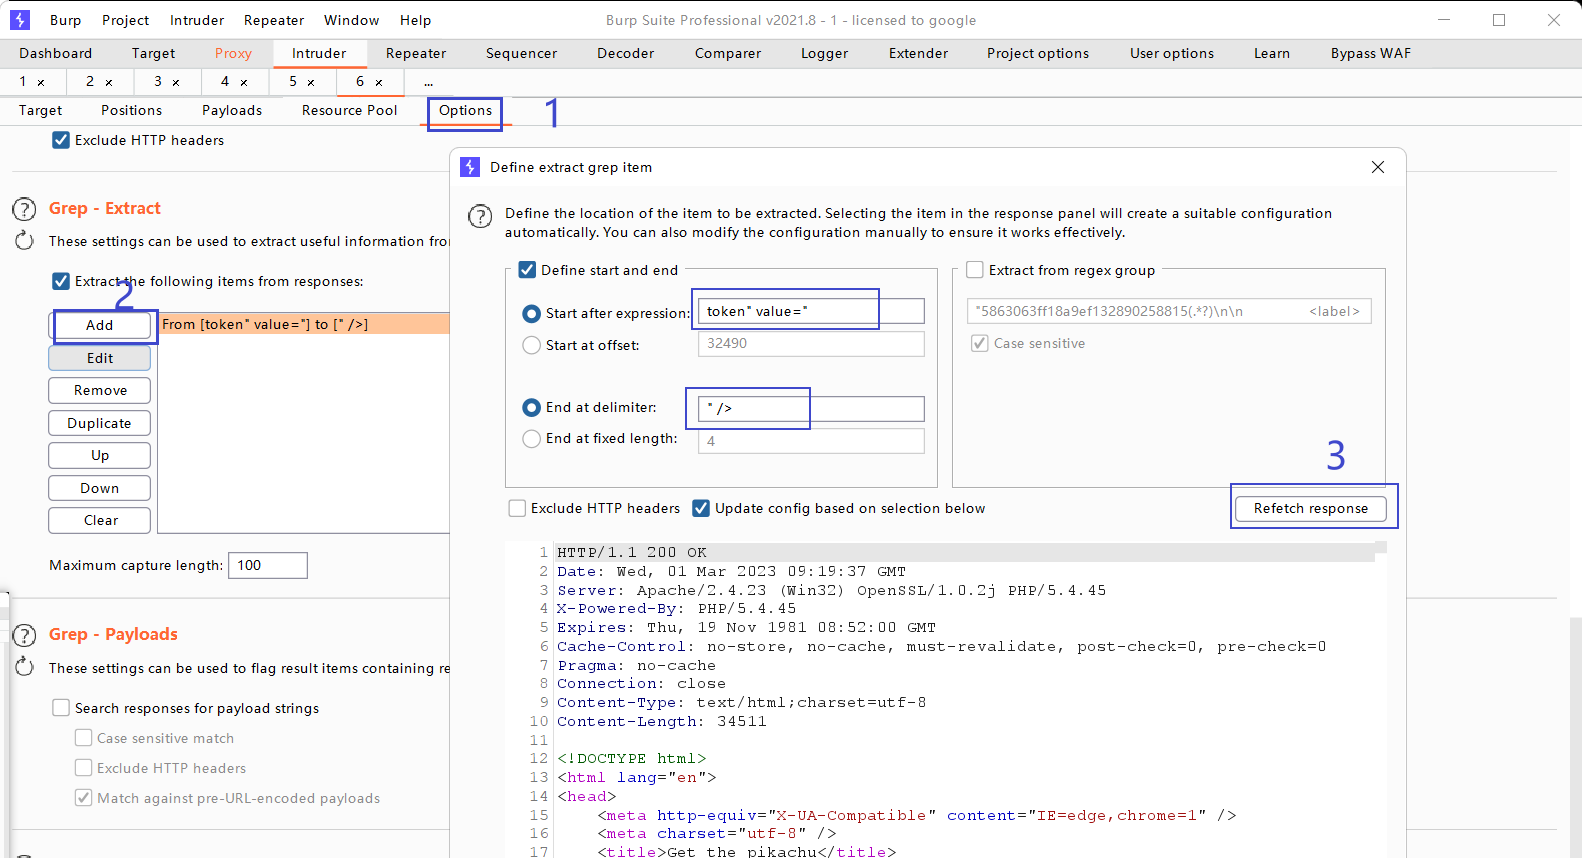 Burp Project Intruder Repeater Window Help Burp Suite Professional v2021.8 - 1 - licensed to google
Dashboard Target Proxy Intruder Repeater Sequencer Decoder Comparer Logger Extender Project options User options Learn Bypass WAF
1 × 2 × 3 × 4 × 5 × 6 × ...
Target Positions Payloads Resource Pool Options 1
Exclude HTTP headers
Define extract grep item
Grep - Extract
These settings can be used to extract useful information fro
Extract the following items from responses:
2
Add
From [token" value="] to [" />]
Edit
Remove
Duplicate
Up
Down
Clear
Maximum capture length: 100
Define the location of the item to be extracted. Selecting the item in the response panel will create a suitable configuration
automatically. You can also modify the configuration manually to ensure it works effectively.
Define start and end
Start after expression: token" value="
Start at offset: 32490
End at delimiter: " />
End at fixed length: 4
Extract from regex group
"5863063ff18a9ef132890258815(.*?)\n\n <label>
Case sensitive
3
Exclude HTTP headers Update config based on selection below Refetch response
1 HTTP/1.1 200 OK
2 Date: Wed, 01 Mar 2023 09:19:37 GMT
3 Server: Apache/2.4.23 (Win32) OpenSSL/1.0.2j PHP/5.4.45
4 X-Powered-By: PHP/5.4.45
5 Expires: Thu, 19 Nov 1981 08:52:00 GMT
6 Cache-Control: no-store, no-cache, must-revalidate, post-check=0, pre-check=0
7 Pragma: no-cache
8 Connection: close
9 Content-Type: text/html;charset=utf-8
10 Content-Length: 34511
11
12 <!DOCTYPE html>
13 <html lang="en">
14 <head>
15 <meta http-equiv="X-UA-Compatible" content="IE=edge,chrome=1" />
16 <meta charset="utf-8" />
17 <title>Get the pikachu</title>
Grep - Payloads
These settings can be used to flag result items containing re
Search responses for payload strings
Case sensitive match
Exclude HTTP headers
Match against pre-URL-encoded payloads